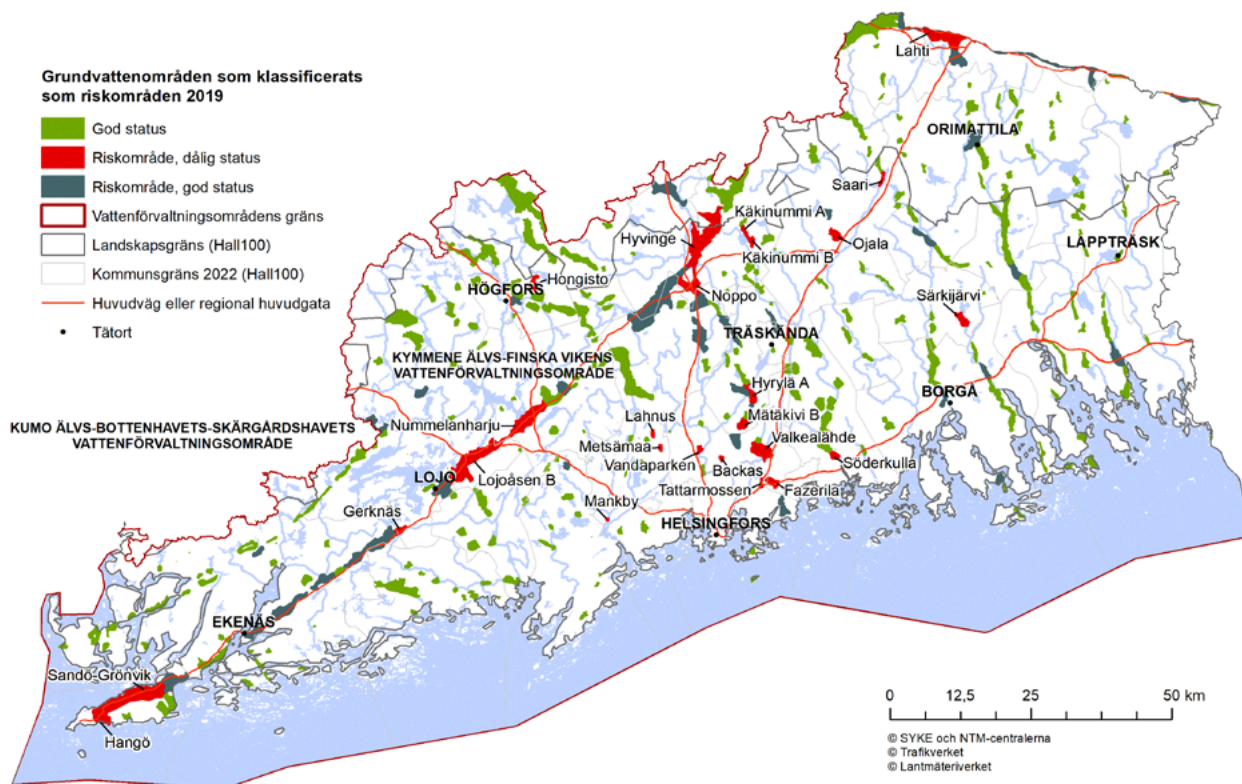 Grundvattenområden som klassificerats
som riskområden 2019
God status
Riskområde, dålig status
Riskområde, god status
Vattenförvaltningsområdens gräns
Landskapsgräns (Hall100)
Kommunsgräns 2022 (Hall100)
Huvudväg eller regional huvudgata
Tätort
Lahti
ORIMATTILA
Saari
Käkinummi A
Hyvinge
Ojala
Käkinummi B
LAPPTRÄSK
Hongisto
HÖGFORS
Noppo
Särkijärvi
TRÄSKÄNDA
KYMMENE ÄLVS-FINSKA VIKENS
VATTENFÖRVALTNINGSOMRÅDE
Hyrylä A
BORGÅ
KUMO ÄLVS-BOTTENHAVETS-SKÄRGÅRDSHAVETS
VATTENFÖRVALTNINGSOMRÅDE
Nummelanharju
Lahnus
Mätäkivi B
Metsämaa
Valkealähde
Vandaparken
Backas
Söderkulla
LOJO
Lojoåsen B
Tattarmossen
Fazerila
Mankby
Gerknäs
HELSINGFORS
EKENÄS
Sandö-Grönvik
Hangö
0 12,5 25 50 km
© SYKE och NTM-centralerna
© Trafikverket
© Lantmäteriverket